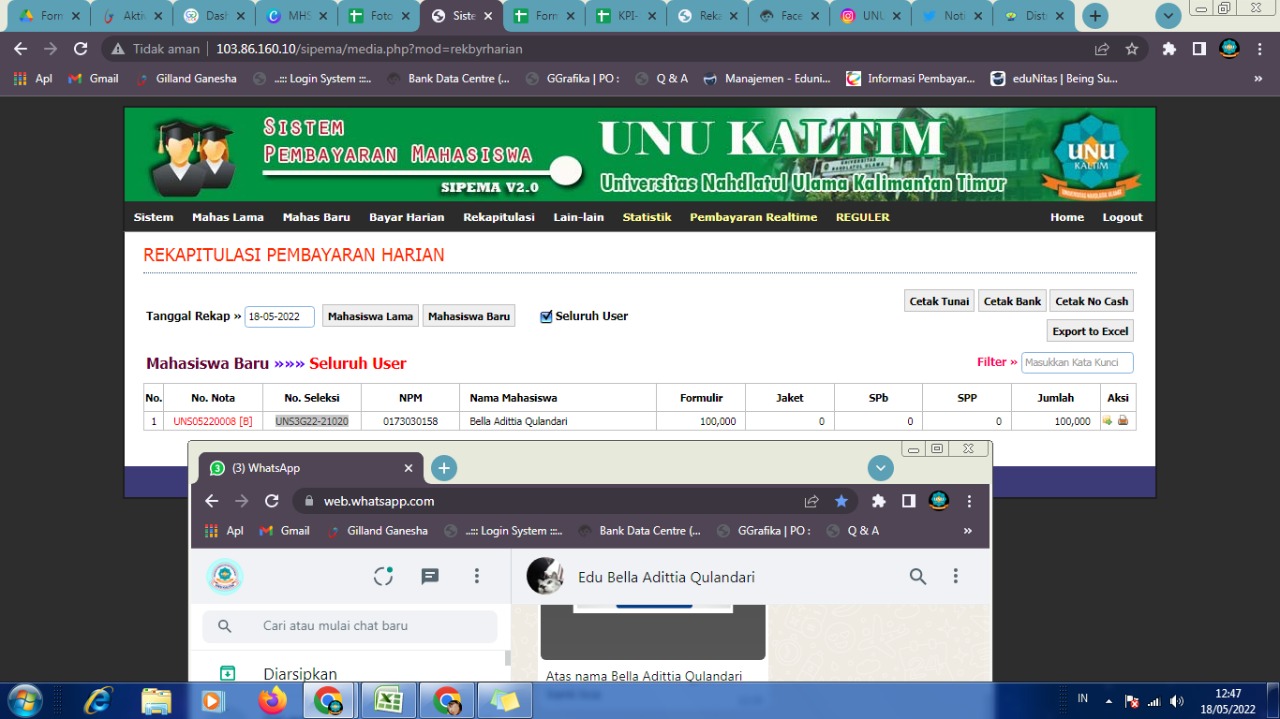 Form
Aktiv
Dash
MHS
Foto
Siste
Form
KPI-
Reka
Face
UNU
Noti
Distr
Tidak aman | 103.86.160.10/sipema/media.php?mod=rekbyrharian
Apl Gmail Gilland Ganesha ..::: Login System :::.. Bank Data Centre (... GGrafika | PO : Q & A Manajemen - Eduni... Informasi Pembayar... eduNitas | Being Su... »
SISTEM
PEMBAYARAN MAHASISWA
SIPEMA V2.0
UNU KALTIM
Universitas Nahdlatul Ulama Kalimantan Timur
UNU
KALTIM
Sistem Mahas Lama Mahas Baru Bayar Harian Rekapitulasi Lain-lain Statistik Pembayaran Realtime REGULER Home Logout
REKAPITULASI PEMBAYARAN HARIAN
Cetak Tunai Cetak Bank Cetak No Cash
Tanggal Rekap » 18-05-2022 Mahasiswa Lama Mahasiswa Baru Seluruh User
Export to Excel
Mahasiswa Baru »»» Seluruh User Filter » Masukkan Kata Kunci
No. No. Nota No. Seleksi NPM Nama Mahasiswa Formulir Jaket SPb SPP Jumlah Aksi
1 UNS05220008 [B] UNS3G22-21020 0173030158 Bella Adittia Qulandari 100,000 0 0 0 100,000
3 (3) WhatsApp
web.whatsapp.com
Apl Gmail Gilland Ganesha ..::: Login System :::.. Bank Data Centre (... GGrafika | PO : Q & A »
Edu Bella Adittia Qulandari
Cari atau mulai chat baru
Diarsipkan
Atas nama Bella Adittia Qulandari
IN
12:47
18/05/2022